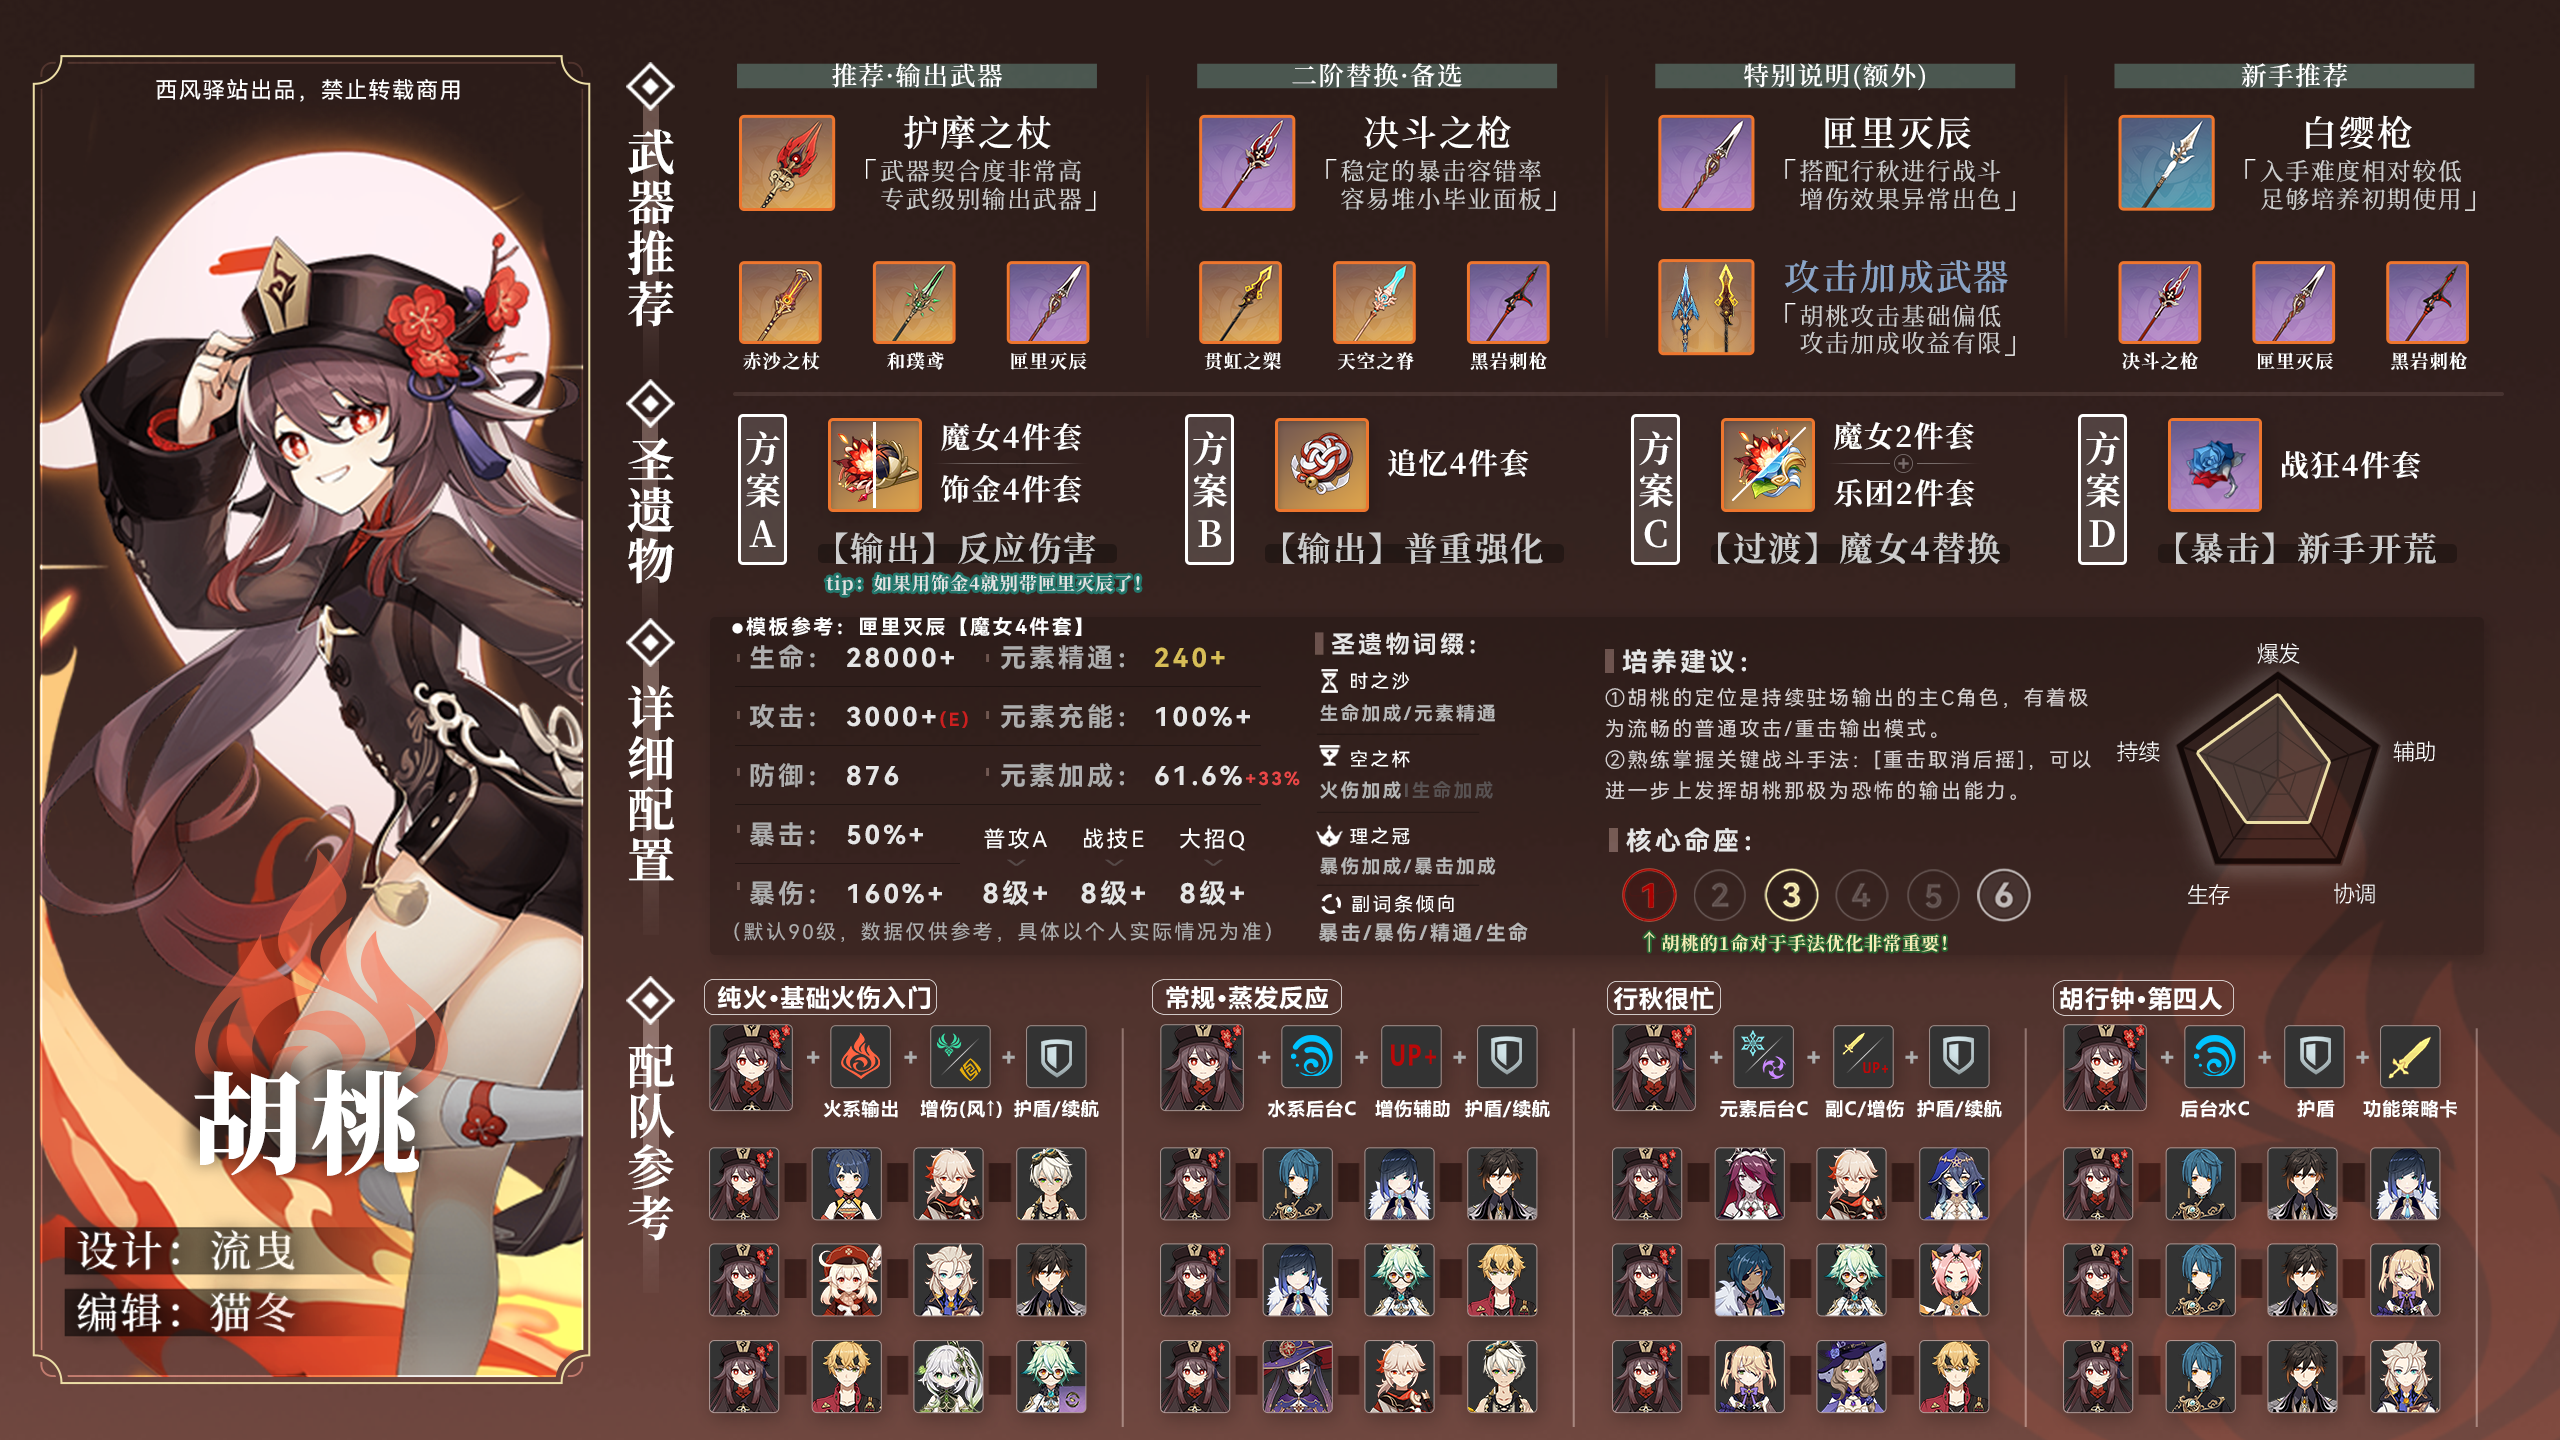 西风驿站出品，禁止转载商用
胡桃
设计：流曳
编辑：猫冬
武器推荐
推荐·输出武器
护摩之杖
「武器契合度非常高
专武级别输出武器」
赤沙之杖
和璞鸢
匣里灭辰
二阶替换·备选
决斗之枪
「稳定的暴击容错率
容易堆小毕业面板」
贯虹之槊
天空之脊
黑岩刺枪
特别说明(额外)
匣里灭辰
「搭配行秋进行战斗
增伤效果异常出色」
攻击加成武器
「胡桃攻击基础偏低
攻击加成收益有限」
新手推荐
白缨枪
「入手难度相对较低
足够培养初期使用」
决斗之枪
匣里灭辰
黑岩刺枪
圣遗物
方案A
魔女4件套
饰金4件套
【输出】反应伤害
tip：如果用饰金4就别带匣里灭辰了！
方案B
追忆4件套
【输出】普重强化
方案C
魔女2件套
乐团2件套
【过渡】魔女4替换
方案D
战狂4件套
【暴击】新手开荒
详细配置
●模板参考：匣里灭辰【魔女4件套】
生命：28000+
元素精通：240+
攻击：3000+(E)
元素充能：100%+
防御：876
元素加成：61.6%+33%
暴击：50%+
普攻A 战技E 大招Q
暴伤：160%+
8级+ 8级+ 8级+
(默认90级，数据仅供参考，具体以个人实际情况为准)
圣遗物词缀：
时之沙
生命加成/元素精通
空之杯
火伤加成|生命加成
理之冠
暴伤加成/暴击加成
副词条倾向
暴击/暴伤/精通/生命
培养建议：
①胡桃的定位是持续驻场输出的主C角色，有着极
为流畅的普通攻击/重击输出模式。
②熟练掌握关键战斗手法：[重击取消后摇]，可以
进一步上发挥胡桃那极为恐怖的输出能力。
核心命座：
1 2 3 4 5 6
↑胡桃的1命对于手法优化非常重要！
爆发
辅助
协调
生存
持续
配队参考
纯火·基础火伤入门
火系输出
增伤(风↑)
护盾/续航
常规·蒸发反应
UP+
水系后台C
增伤辅助
护盾/续航
行秋很忙
UP+
元素后台C
副C/增伤
护盾/续航
胡行钟·第四人
后台水C
护盾
功能策略卡